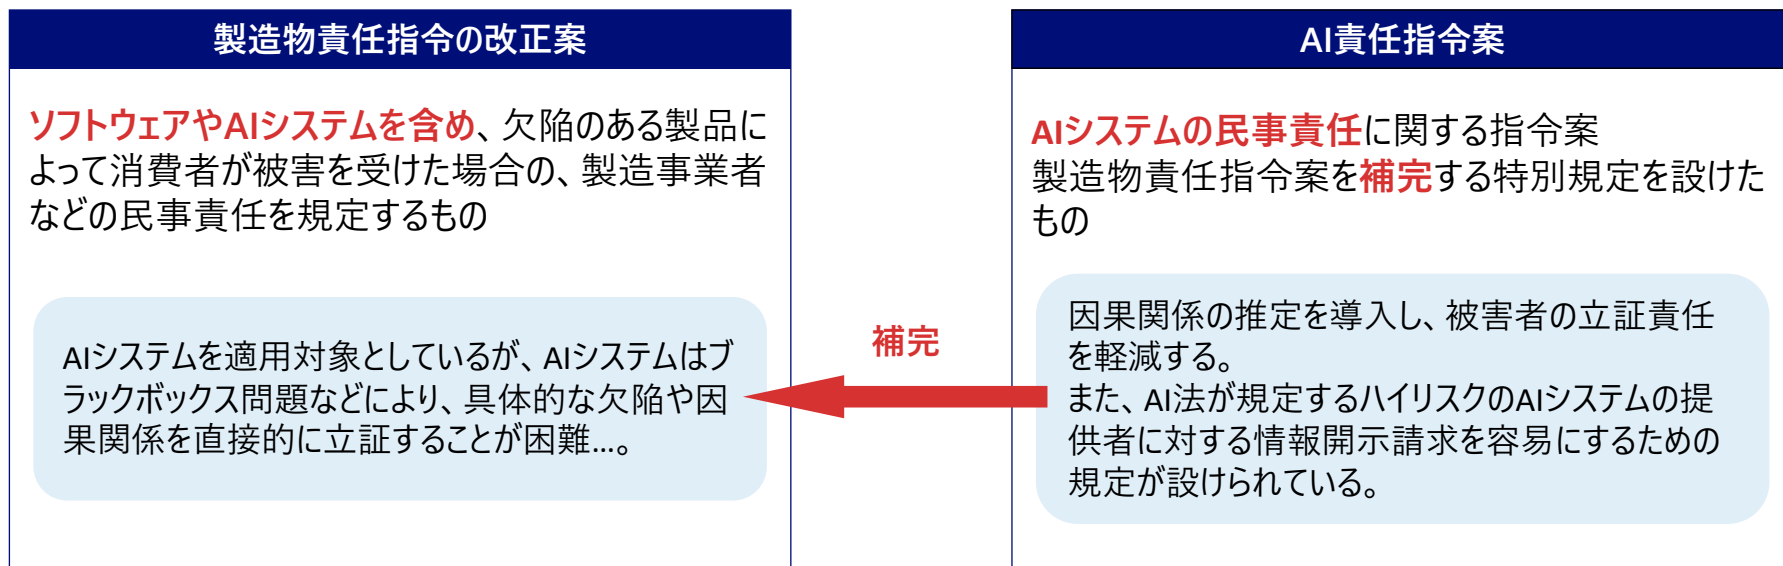 製造物責任指令の改正案
ソフトウェアやAIシステムを含め、欠陥のある製品に
よって消費者が被害を受けた場合の、製造事業者
などの民事責任を規定するもの
AIシステムを適用対象としているが、AIシステムはブ
ラックボックス問題などにより、具体的な欠陥や因
果関係を直接的に立証することが困難…。
補完
AI責任指令案
AIシステムの民事責任に関する指令案
製造物責任指令案を補完する特別規定を設けた
もの
因果関係の推定を導入し、被害者の立証責任
を軽減する。
また、AI法が規定するハイリスクのAIシステムの提
供者に対する情報開示請求を容易にするための
規定が設けられている。